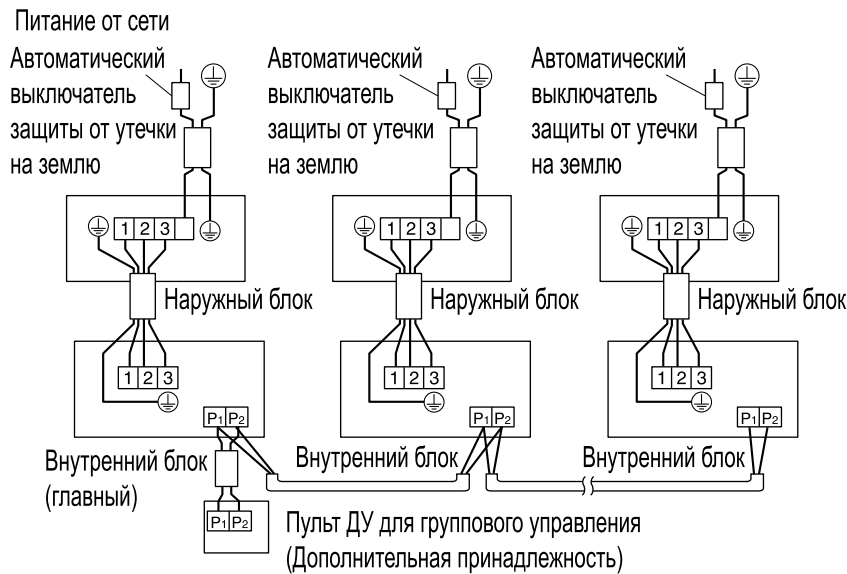 Питание от сети
Автоматический
выключатель
защиты от утечки
на землю
Автоматический
выключатель
защиты от утечки
на землю
Автоматический
выключатель
защиты от утечки
на землю
1 2 3
1 2 3
1 2 3
Наружный блок
Наружный блок
Наружный блок
1 2 3
1 2 3
1 2 3
P1 P2
P1 P2
P1 P2
Внутренний блок
(главный)
Внутренний блок
Внутренний блок
P1 P2
Пульт ДУ для группового управления
(Дополнительная принадлежность)